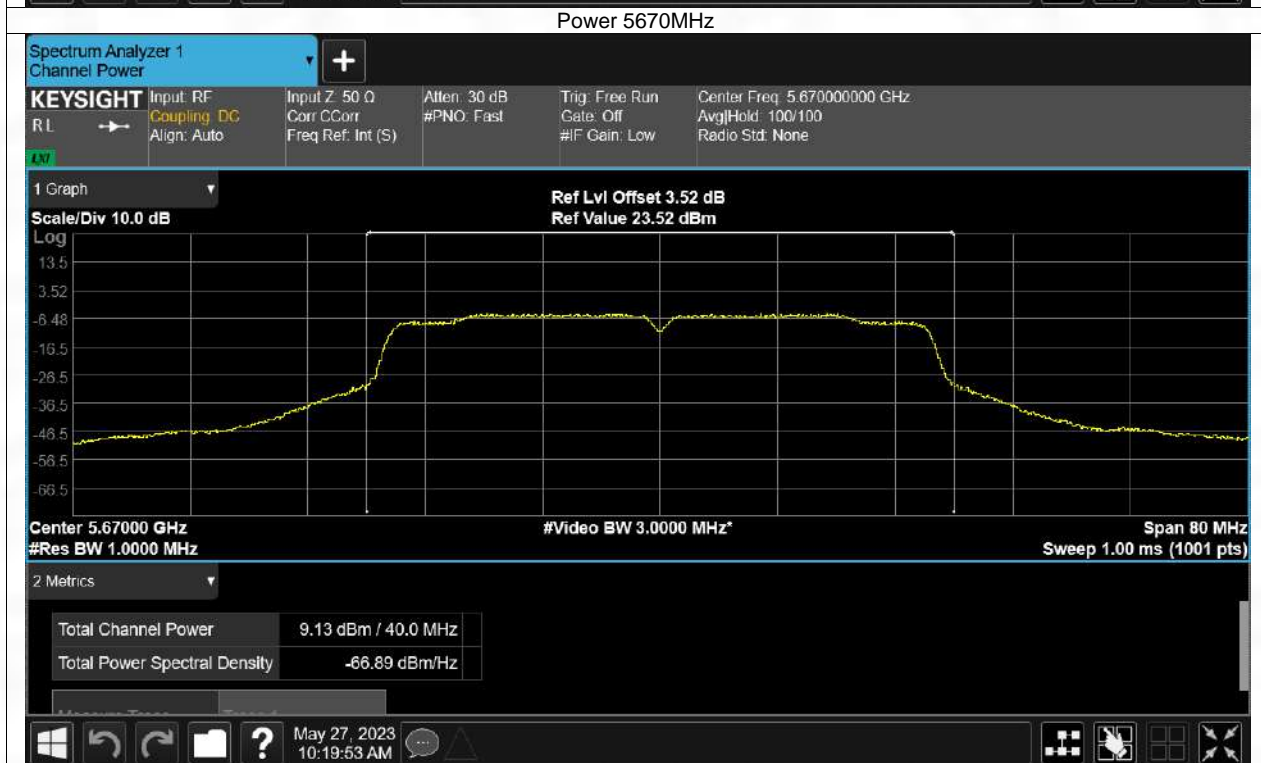 Power 5670MHz
Spectrum Analyzer 1
Channel Power
KEYSIGHT Input: RF Input Z: 50 Ω Atten: 30 dB Trig: Free Run Center Freq: 5.670000000 GHz
RL Coupling: DC Corr CCorr #PNO: Fast Gate: Off Avg|Hold: 100/100
Align: Auto Freq Ref: Int (S) #IF Gain: Low Radio Std: None
LXI
1 Graph
Ref Lvl Offset 3.52 dB
Scale/Div 10.0 dB Ref Value 23.52 dBm
Log
13.5
3.52
-6.48
-16.5
-26.5
-36.5
-46.5
-56.5
-66.5
Center 5.67000 GHz #Video BW 3.0000 MHz* Span 80 MHz
#Res BW 1.0000 MHz Sweep 1.00 ms (1001 pts)
2 Metrics
Total Channel Power 9.13 dBm / 40.0 MHz
Total Power Spectral Density -66.89 dBm/Hz
May 27, 2023
10:19:53 AM